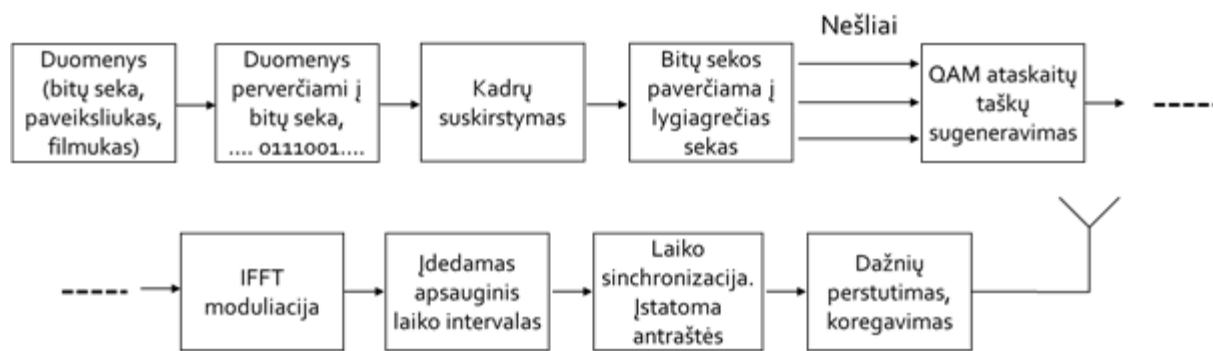 Nešliai
Duomenys
(bitų seka,
paveiksliukas,
filmukas)
Duomenys
perverčiami į
bitų seka,
.... 0111001....
Kadrų
suskirstymas
Bitų sekos
paverčiama į
lygiagrečias
sekas
QAM ataskaitų
taškų
sugeneravimas
IFFT
moduliacija
Įdedamas
apsauginis
laiko intervalas
Laiko
sinchronizacija.
Įstatoma
antraštės
Dažnių
perstutimas,
koregavimas